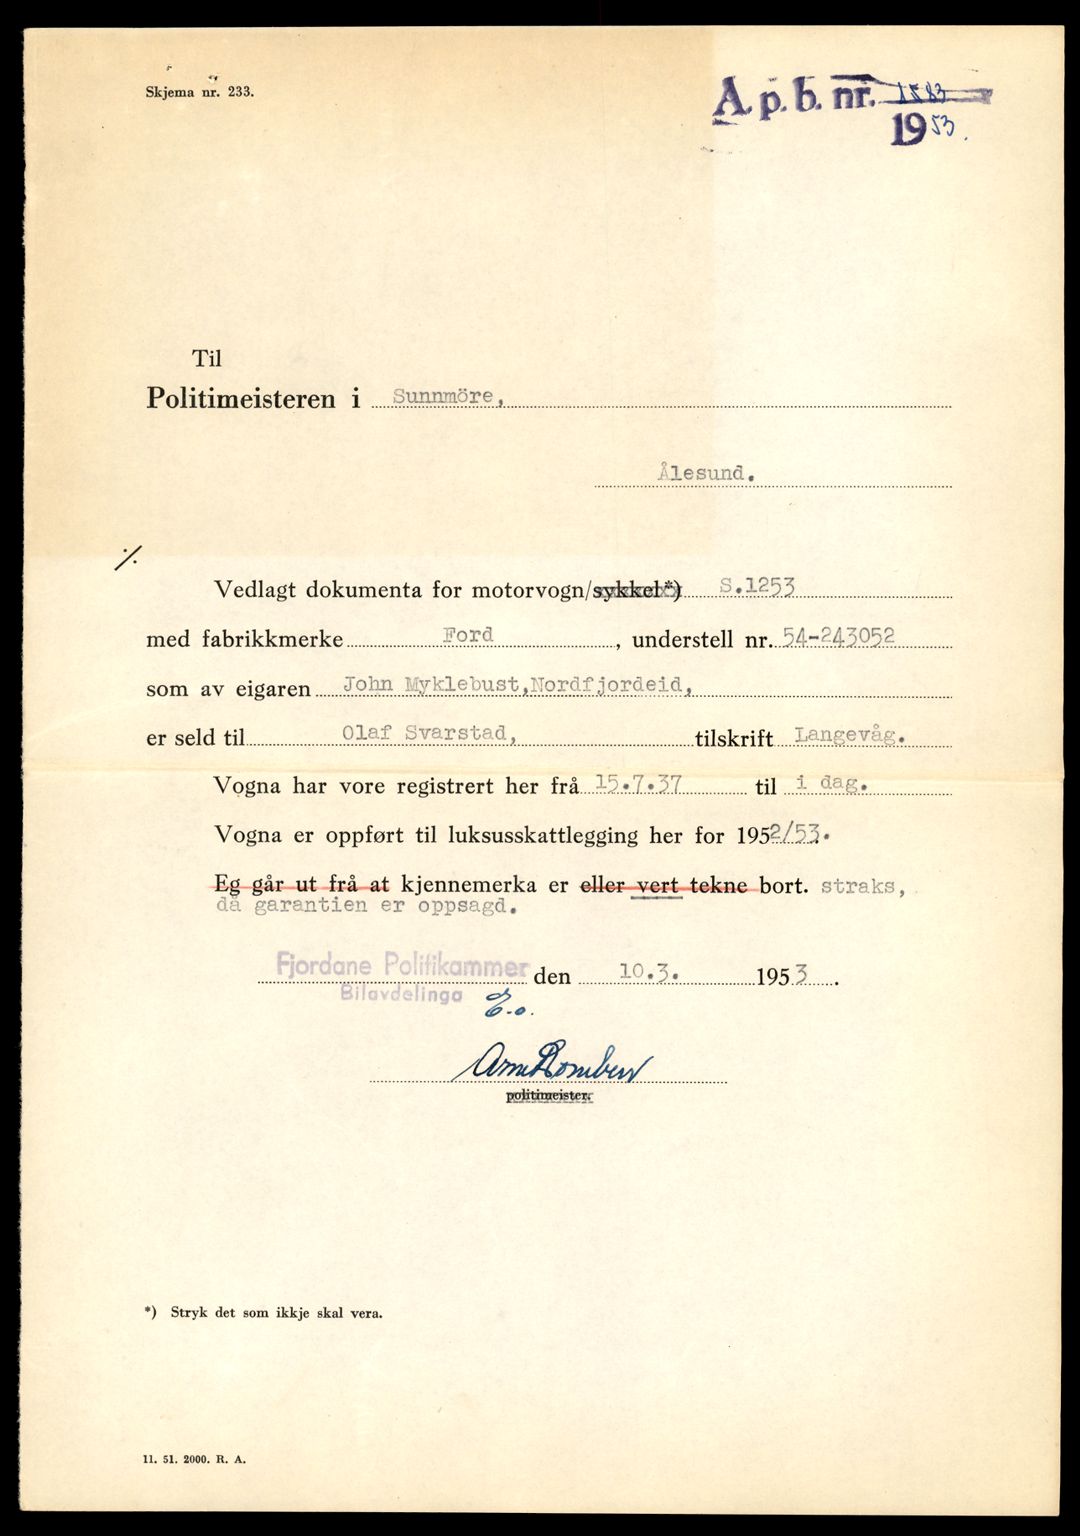 Skjema nr. 233.
A.p.b. nr. 1883
1953.
Til
Politimeisteren i Sunnmöre,
Ålesund.
Vedlagt dokumenta for motorvogn/sykkel*) S.1253
med fabrikkmerke Ford, understell nr. 54-243052
som av eigaren John Myklebust, Nordfjordeid,
er seld til Olaf Svarstad, tilskrift Langevåg.
Vogna har vore registrert her frå 15.7.37 til i dag.
Vogna er oppført til luksusskattlegging her for 1952/53.
Eg går ut frå at kjennemerka er eller vert tekne bort. straks,
då garantien er oppsagd.
Fjordane Politikammer den 10.3. 1953.
Bilavdelinga
E.o.
politimeister.
*) Stryk det som ikkje skal vera.
11. 51. 2000. R. A.